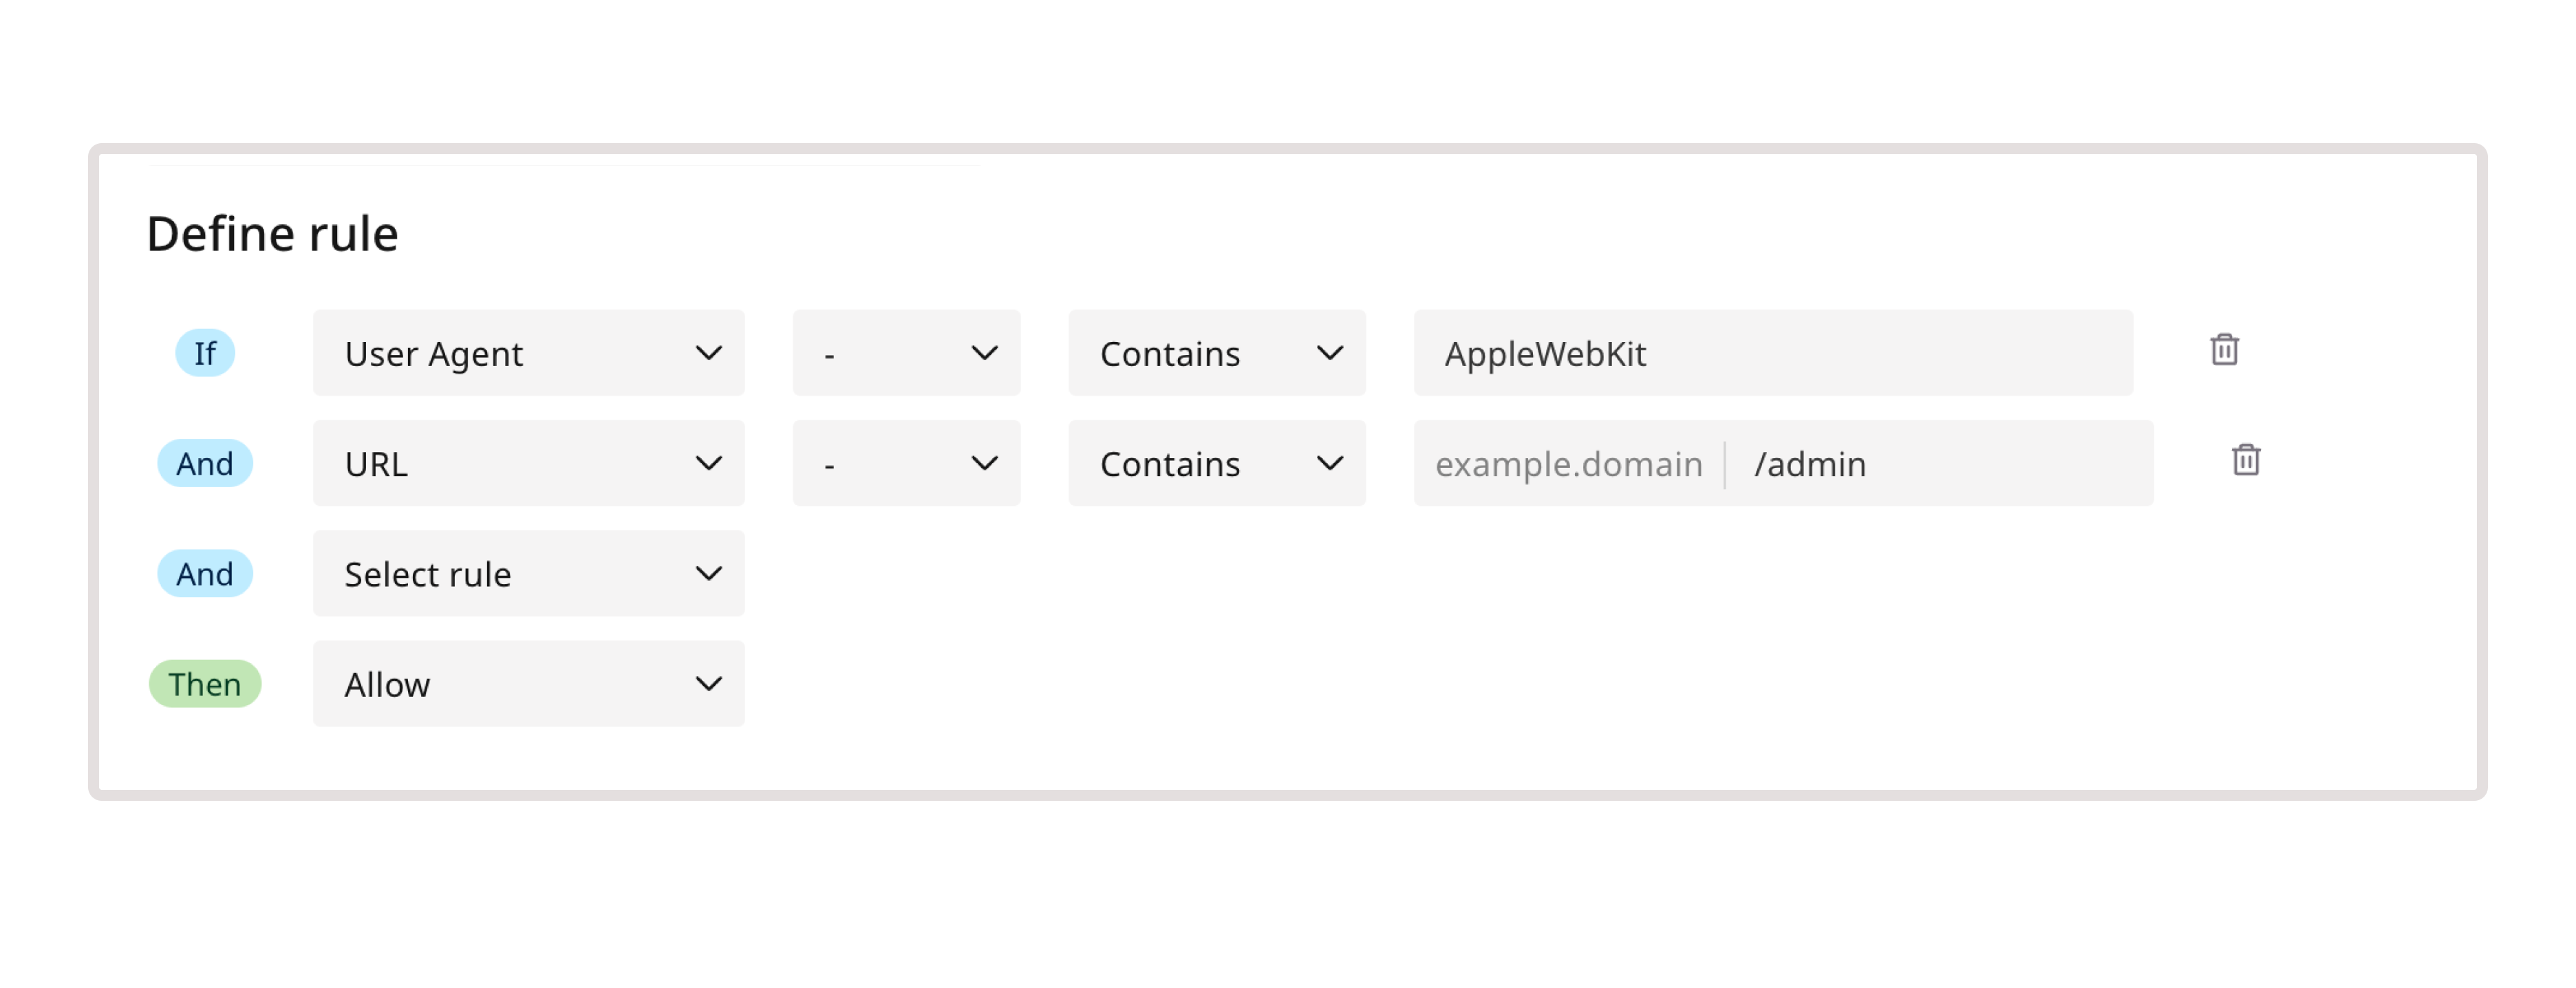 Define rule
If User Agent - Contains AppleWebKit
And URL - Contains example.domain /admin
And Select rule
Then Allow